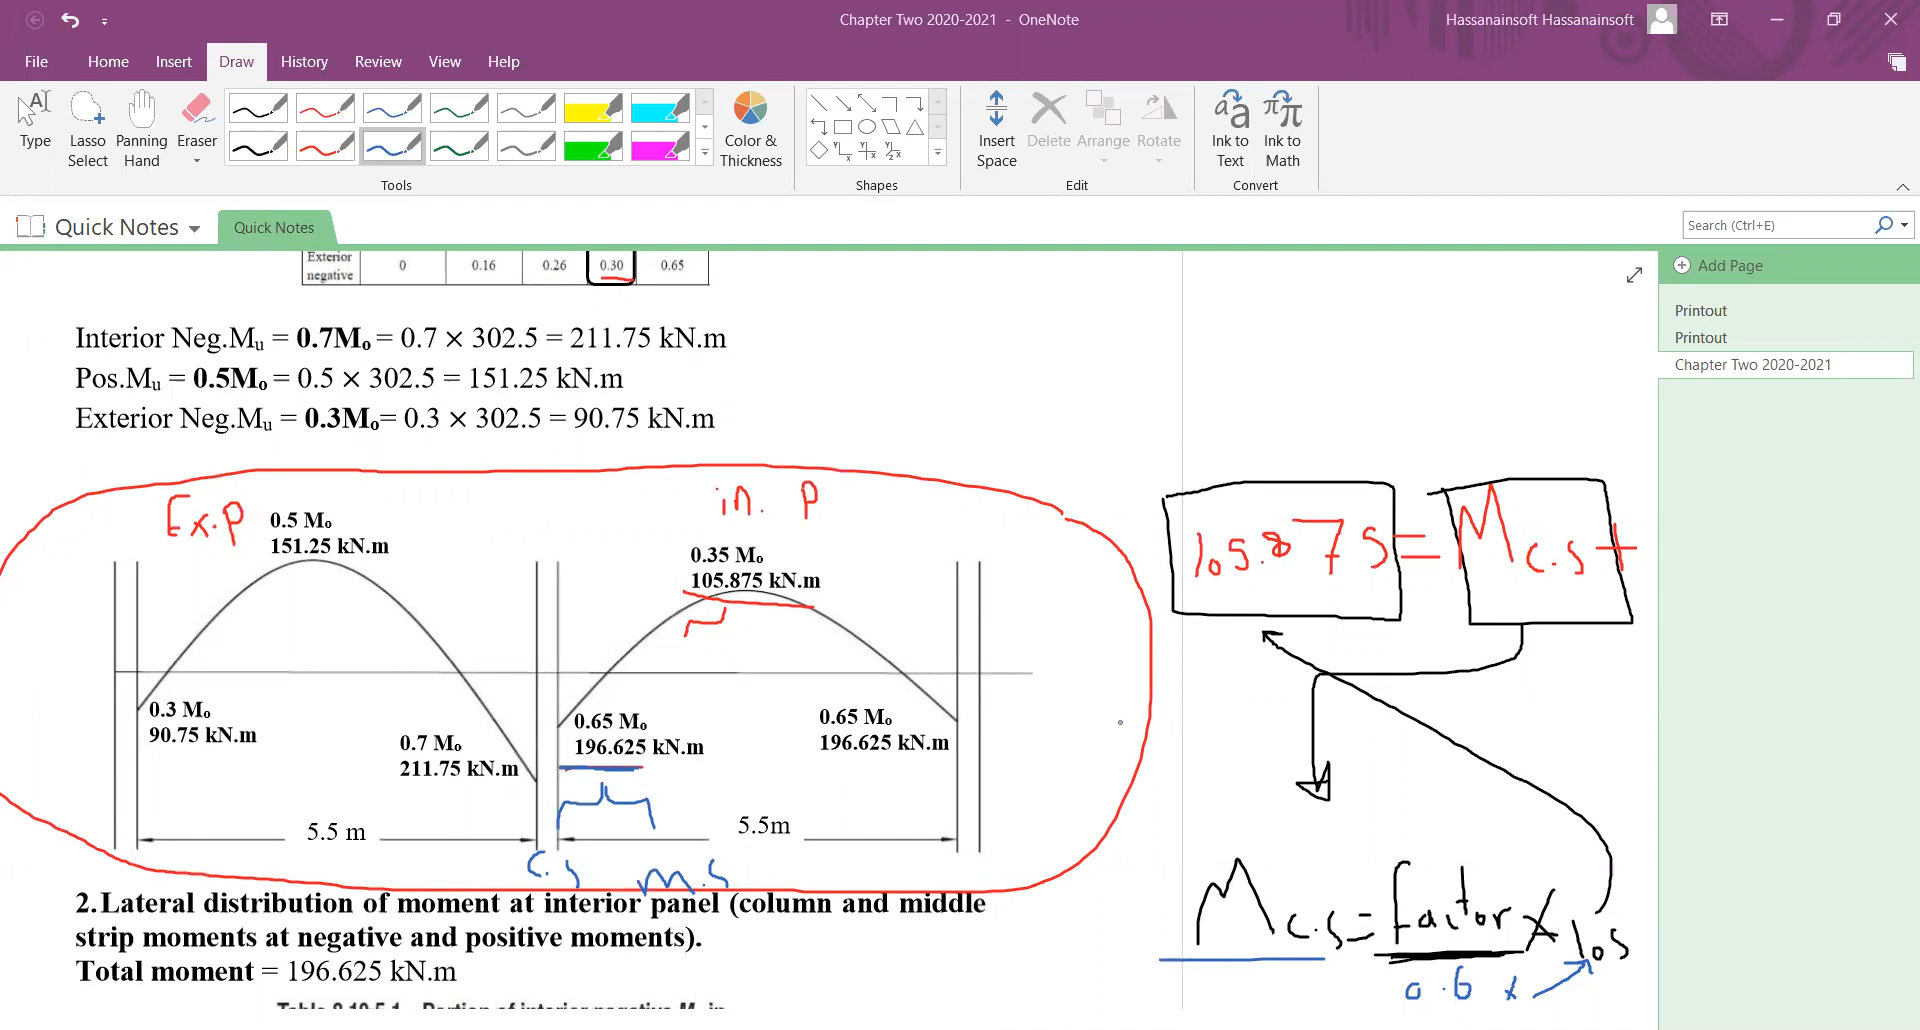 Chapter Two 2020-2021 - OneNote
Hassanainsoft Hassanainsoft
File Home Insert Draw History Review View Help
Type
Lasso Select
Panning Hand
Eraser
Color & Thickness
Insert Space
Delete
Arrange
Rotate
Ink to Text
Ink to Math
Tools
Shapes
Edit
Convert
Quick Notes
Quick Notes
Search (Ctrl+E)
Add Page
Printout
Printout
Chapter Two 2020-2021
Exterior negative 0 0.16 0.26 0.30 0.65
Interior Neg.Mu = 0.7Mo = 0.7 × 302.5 = 211.75 kN.m
Pos.Mu = 0.5Mo = 0.5 × 302.5 = 151.25 kN.m
Exterior Neg.Mu = 0.3Mo= 0.3 × 302.5 = 90.75 kN.m
Ex.P
in. P
0.5 Mo
151.25 kN.m
0.35 Mo
105.875 kN.m
105.875 = Mc.s +
0.3 Mo
90.75 kN.m
0.7 Mo
211.75 kN.m
0.65 Mo
196.625 kN.m
0.65 Mo
196.625 kN.m
5.5 m
5.5m
C.S
M.S
Mc.s = factor × 105
0.6 x
2.Lateral distribution of moment at interior panel (column and middle
strip moments at negative and positive moments).
Total moment = 196.625 kN.m